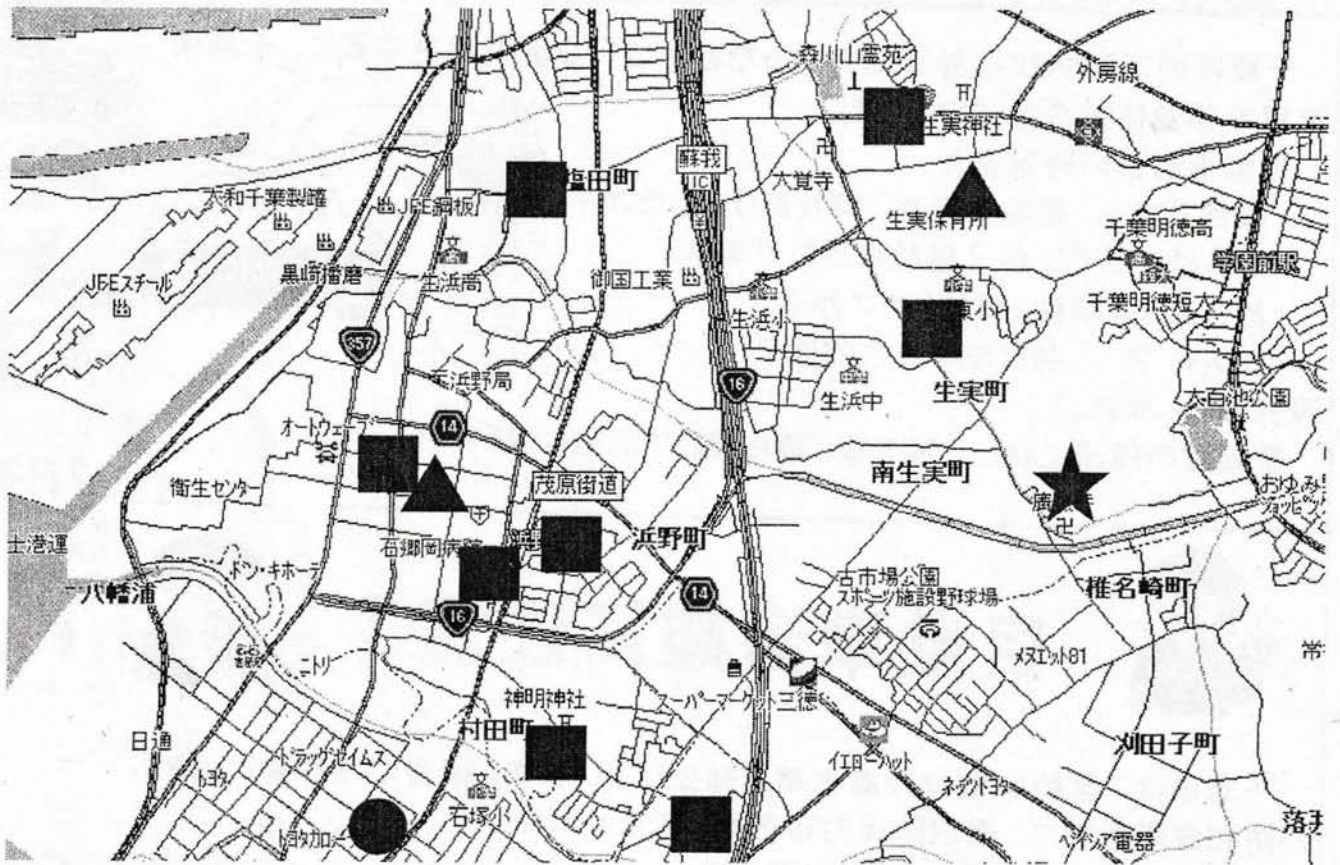 森川山霊苑
外房線
生実神社
蘇我
IC
大覚寺
塩田町
大和千葉製罐
JFE鋼板
生実保育所
千葉明徳高
学園前駅
JFEスチール
黒崎播磨
生浜高
御国工業
生浜小
東小
千葉明徳短大
357
浜野局
16
生浜中
生実町
大百池公園
14
オートウェーブ
南生実町
衛生センター
茂原街道
おゆみ野
石郷岡病院
浜野町
ドン・キホーテ
八幡浦
14
古市場公園
スポーツ施設野球場
椎名崎町
16
メヌエット81
ニトリ
神明神社
スーパーマーケット三徳
村田町
刈田子町
日通
ドラッグセイムス
イエローハット
トヨタ
石塚小
ネッツトヨタ
トヨタカローラ
ベイシア電器